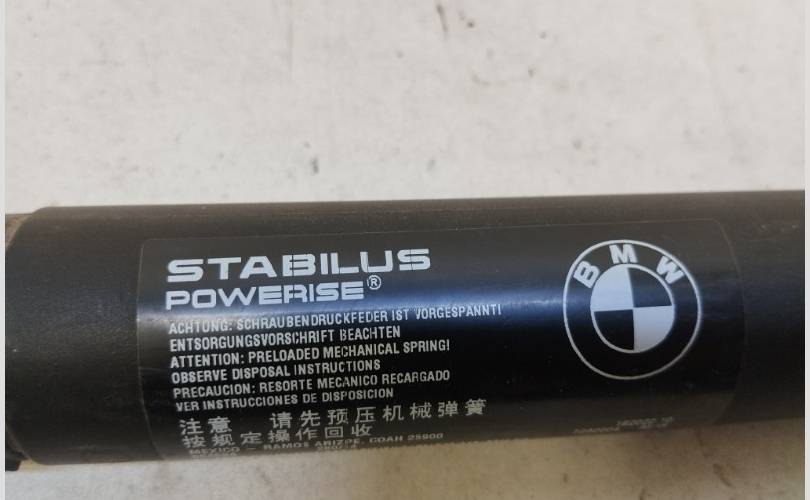 STABILUS
POWERISE®
BMW
ACHTUNG: SCHRAUBENDRUCKFEDER IST VORGESPANNT!
ENTSORGUNGSVORSCHRIFT BEACHTEN
ATTENTION: PRELOADED MECHANICAL SPRING!
OBSERVE DISPOSAL INSTRUCTIONS
PRECAUCION: RESORTE MECANICO RECARGADO
VER INSTRUCCIONES DE DISPOSICION
注意 请先预压机械弹簧
按规定操作回收
MEXICO - RAMOS ARIZPE, COAH 25900